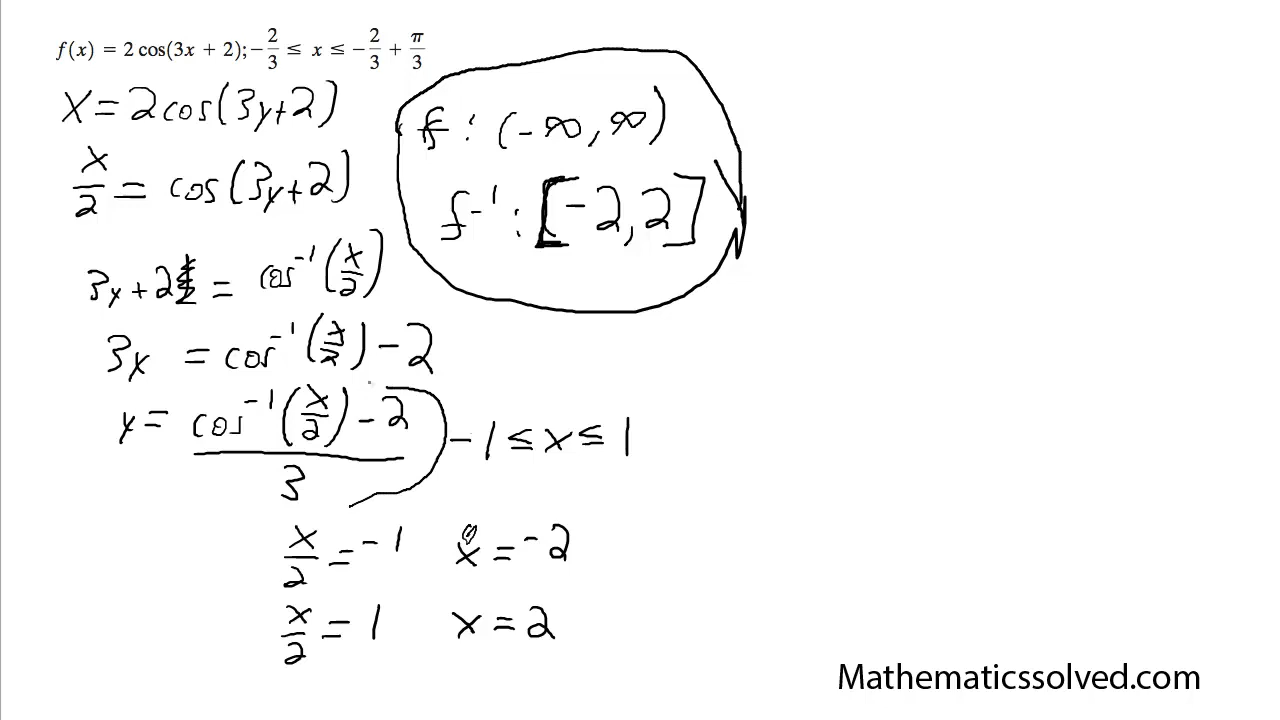 f(x) = 2 cos(3x + 2); -2/3 ≤ x ≤ -2/3 + π/3
x = 2cos(3y+2)
x/2 = cos(3y+2)
3y+2 = cos⁻¹(x/2)
3y = cos⁻¹(x/2) - 2
y = cos⁻¹(x/2) - 2 / 3
-1 ≤ x ≤ 1
x/2 = -1 x = -2
x/2 = 1 x = 2
f : (-∞, ∞)
f⁻¹ : [-2, 2]
Mathematicssolved.com